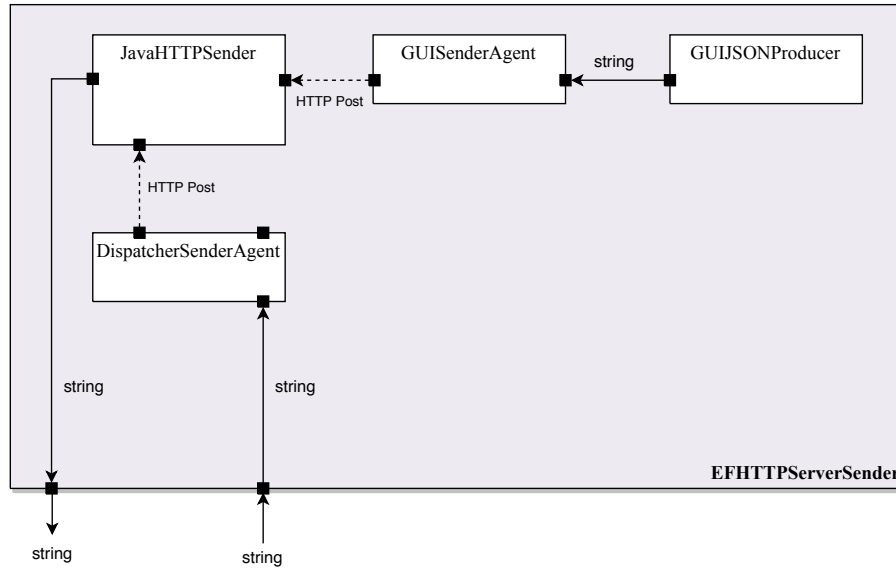 JavaHTTPSender
GUISenderAgent
GUIJSONProducer
string
HTTP Post
HTTP Post
DispatcherSenderAgent
string
string
EFHTTPServerSender
string
string